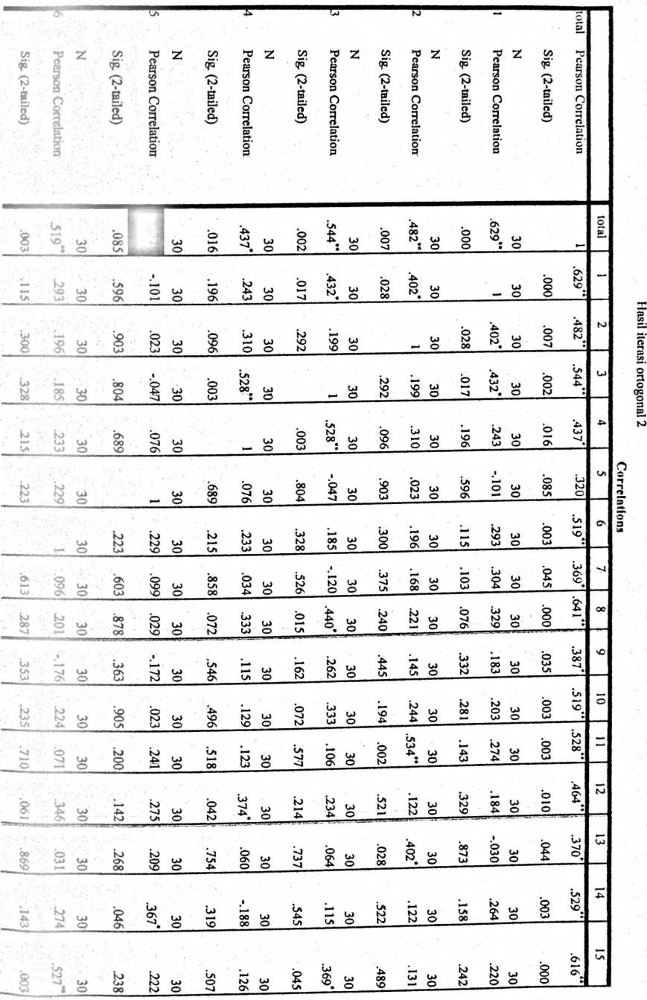 Hasil iterasi ortogonal 2
Correlations
total 1 2 3 4 5 6 7 8 9 10 11 12 13 14 15
total Pearson Correlation 1 .629** .482** .544** .437* .320 .519** .369* .641** .387* .519** .528** .464** .370* .529** .616**
Sig. (2-tailed) .000 .007 .002 .016 .085 .003 .045 .000 .035 .003 .003 .010 .044 .003 .000
N 30 30 30 30 30 30 30 30 30 30 30 30 30 30 30 30
1 Pearson Correlation .629** 1 .402* .432* .243 -.101 .293 .304 .329 .183 .203 .274 .184 -.030 .264 .220
Sig. (2-tailed) .000 .028 .017 .196 .596 .115 .103 .076 .332 .281 .143 .329 .873 .158 .242
N 30 30 30 30 30 30 30 30 30 30 30 30 30 30 30 30
2 Pearson Correlation .482** .402* 1 .199 .310 .023 .196 .168 .221 .145 .244 .534** .122 .402* .122 .131
Sig. (2-tailed) .007 .028 .292 .096 .903 .300 .375 .240 .445 .194 .002 .521 .028 .522 .489
N 30 30 30 30 30 30 30 30 30 30 30 30 30 30 30 30
3 Pearson Correlation .544** .432* .199 1 .528** -.047 .185 -.120 .440* .262 .333 .106 .234 .064 .115 .369*
Sig. (2-tailed) .002 .017 .292 .003 .804 .328 .526 .015 .162 .072 .577 .214 .737 .545 .045
N 30 30 30 30 30 30 30 30 30 30 30 30 30 30 30 30
4 Pearson Correlation .437* .243 .310 .528** 1 .076 .233 .034 .333 .115 .129 .123 .374* .060 -.188 .126
Sig. (2-tailed) .016 .196 .096 .003 .689 .215 .858 .072 .546 .496 .518 .042 .754 .319 .507
N 30 30 30 30 30 30 30 30 30 30 30 30 30 30 30 30
5 Pearson Correlation -.101 .023 -.047 .076 1 .229 .099 .029 -.172 .023 .241 .275 .209 .367* .222
Sig. (2-tailed) .085 .596 .903 .804 .689 .223 .603 .878 .363 .905 .200 .142 .268 .046 .238
N 30 30 30 30 30 30 30 30 30 30 30 30 30 30 30 30
6 Pearson Correlation .519** .293 .196 .185 .233 .229 1 .096 .201 -.176 .224 .071 .346 .031 .274 .527**
Sig. (2-tailed) .003 .115 .300 .328 .215 .223 .613 .287 .353 .235 .710 .061 .869 .143 .003